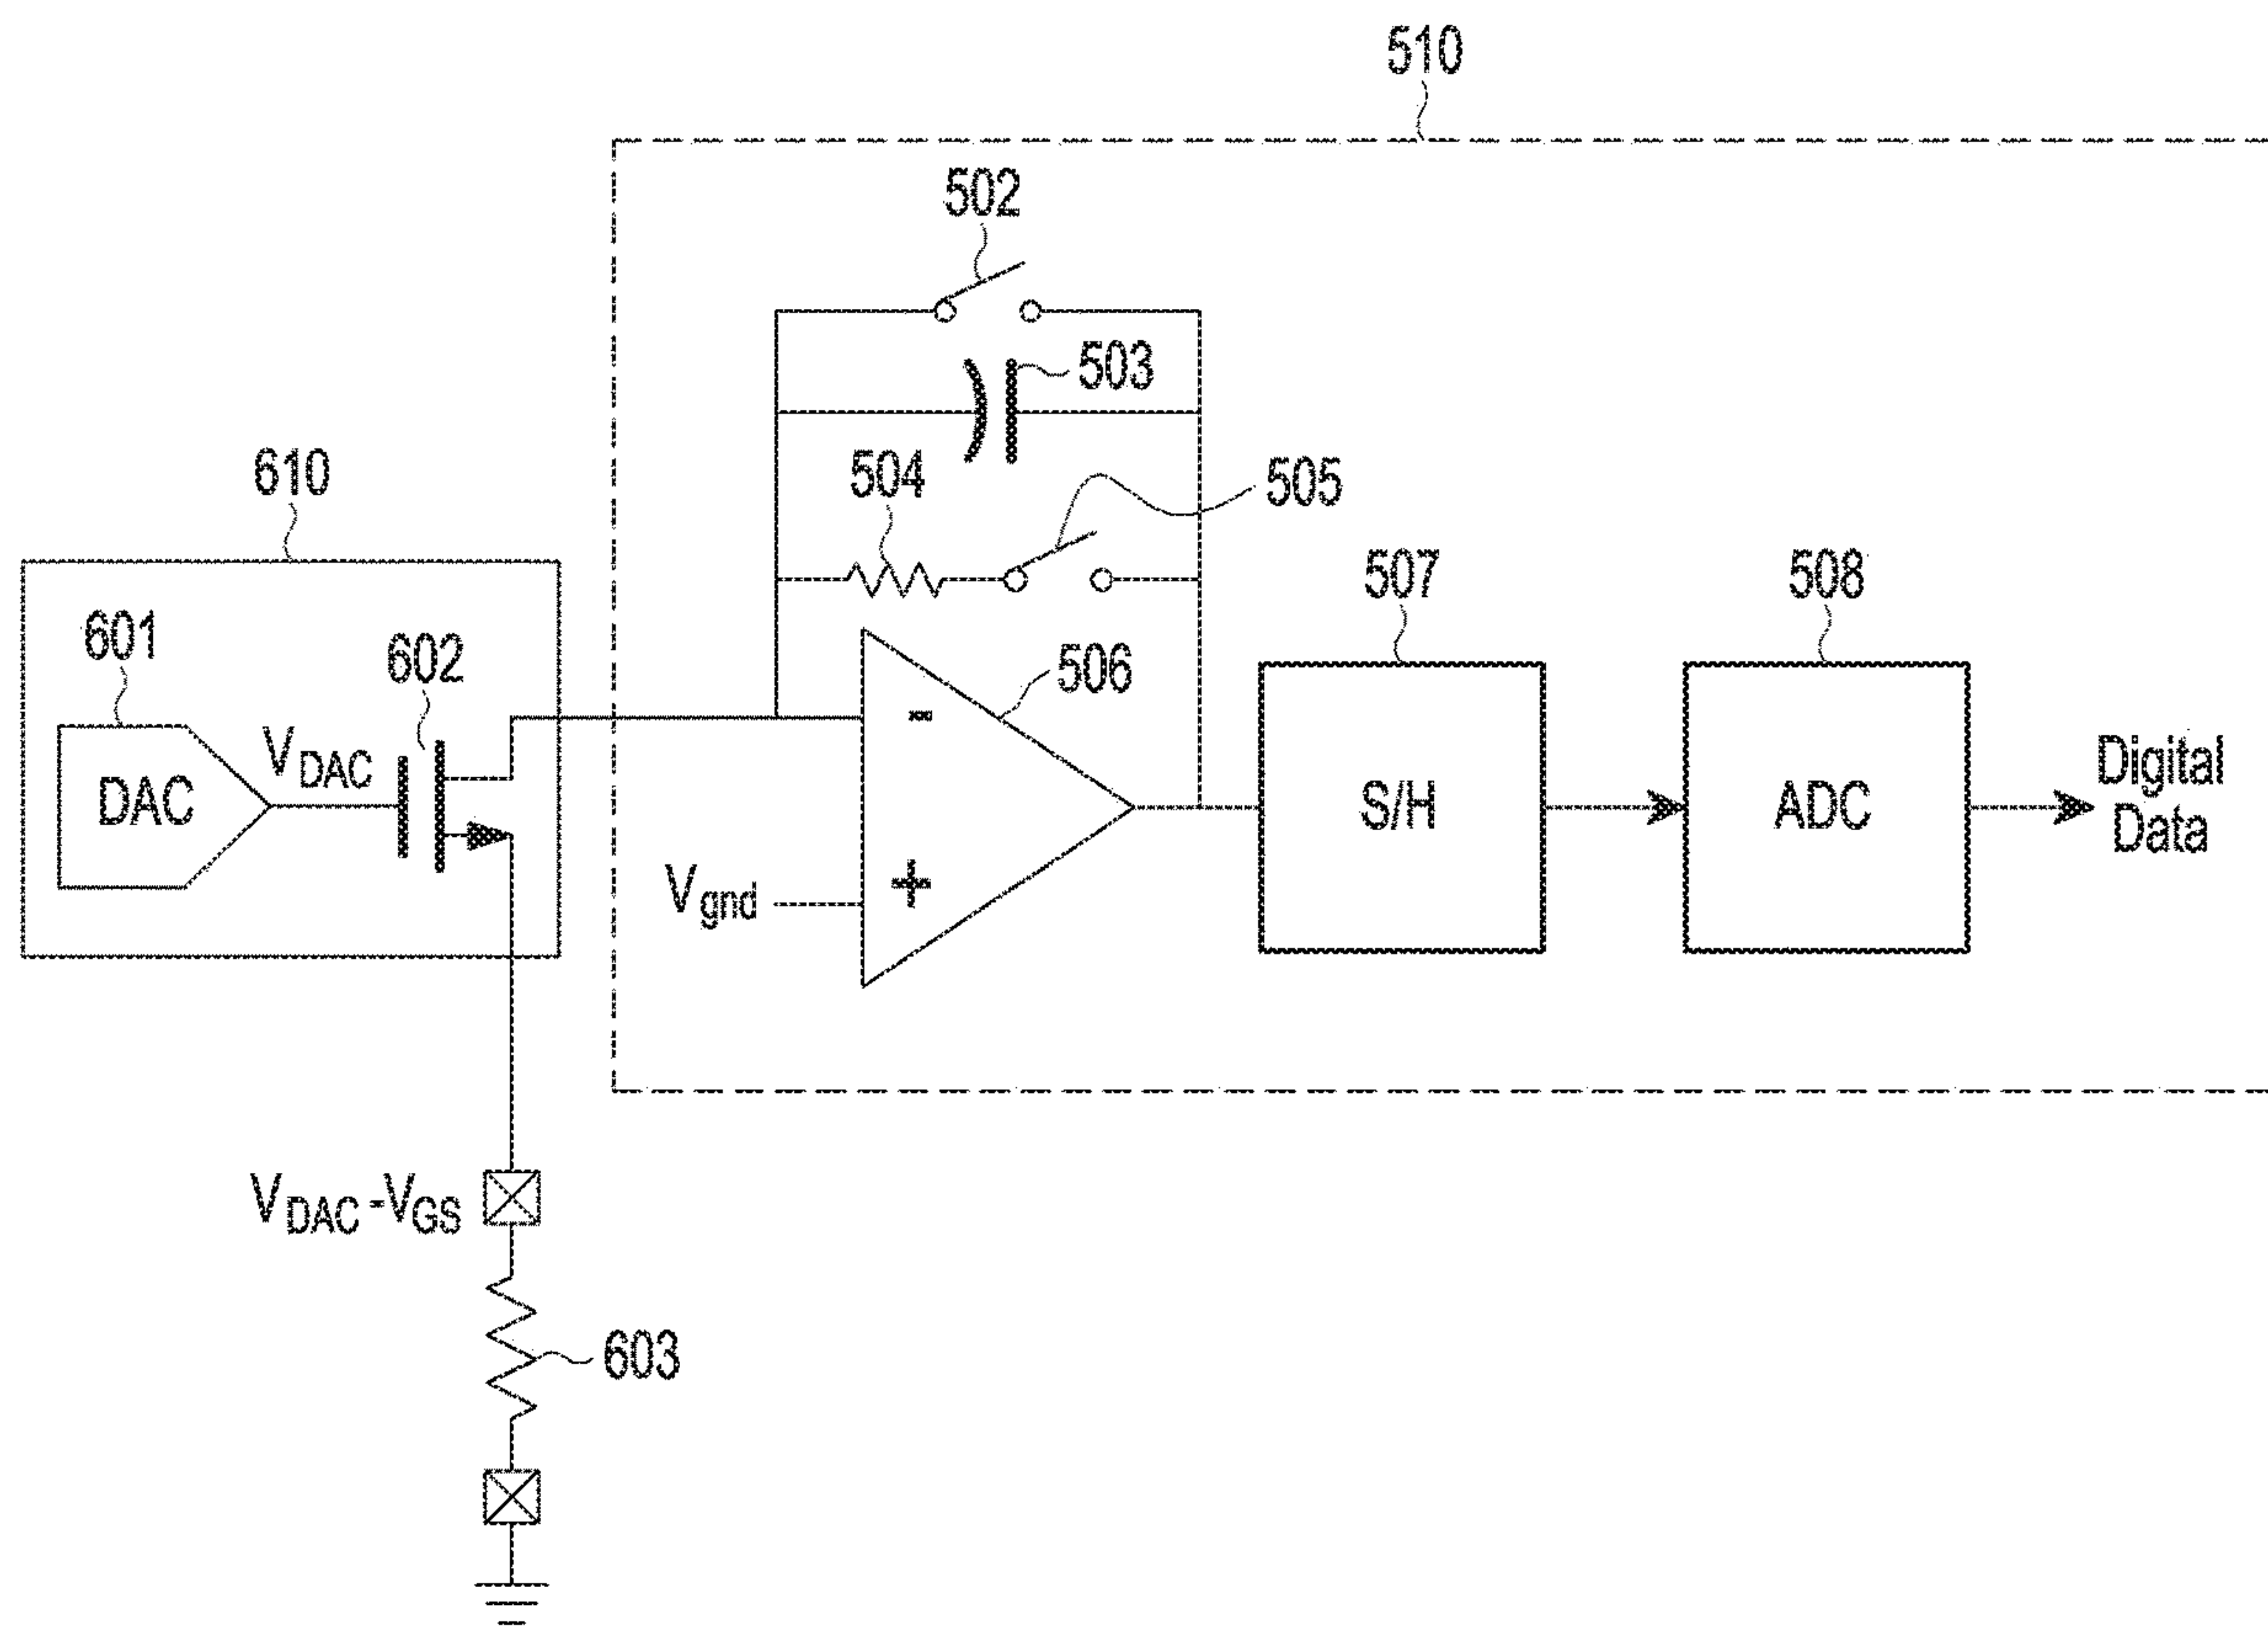 510
502
503
504
505
610
601
602
506
507
508
DAC
VDAC
-
+
Vgnd
S/H
ADC
Digital
Data
VDAC-VGS
603